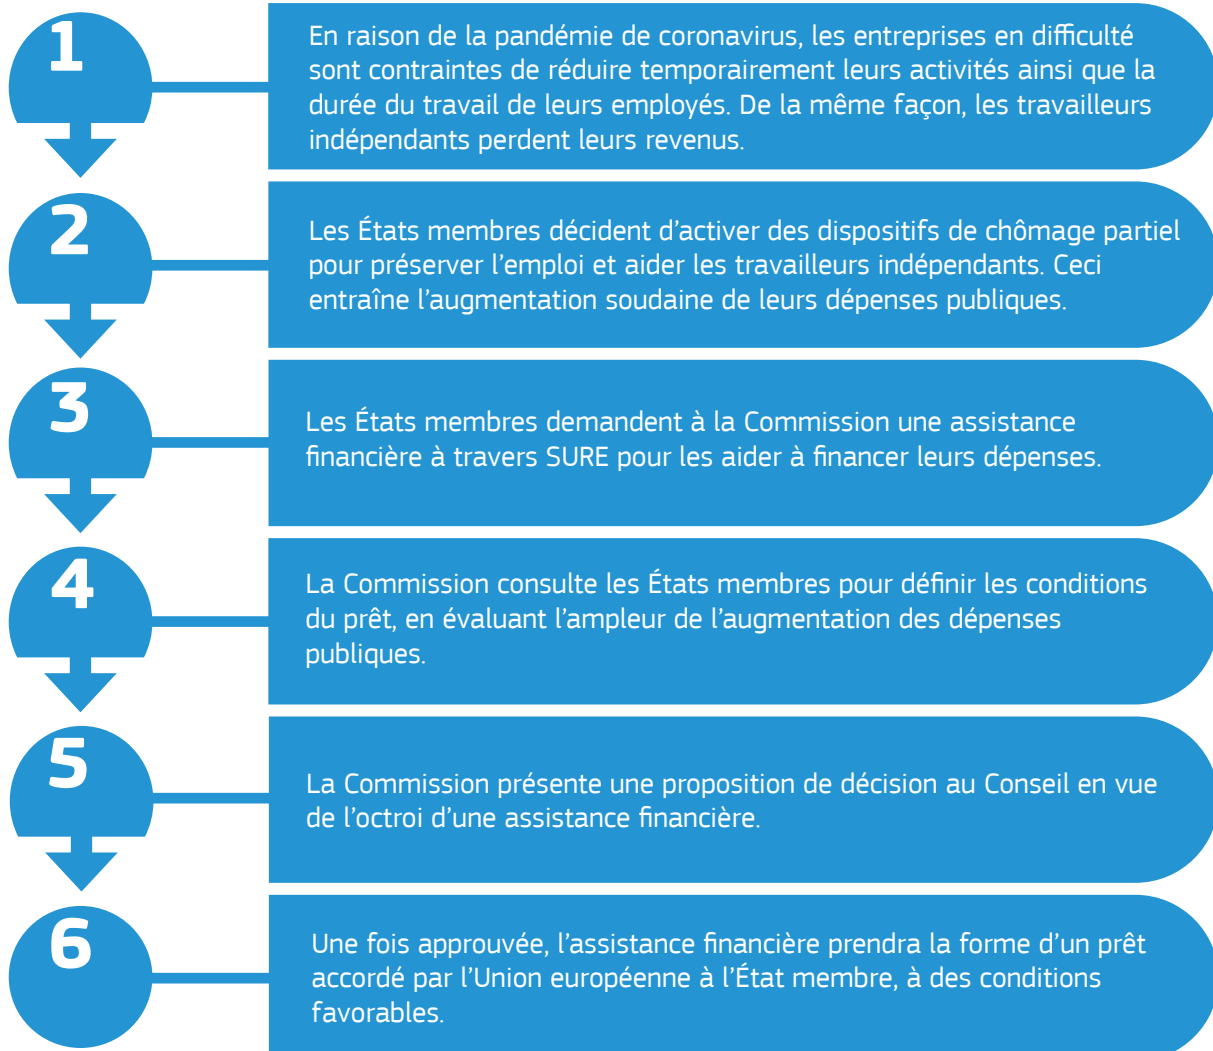 1
En raison de la pandémie de coronavirus, les entreprises en difficulté
sont contraintes de réduire temporairement leurs activités ainsi que la
durée du travail de leurs employés. De la même façon, les travailleurs
indépendants perdent leurs revenus.
2
Les États membres décident d’activer des dispositifs de chômage partiel
pour préserver l’emploi et aider les travailleurs indépendants. Ceci
entraîne l’augmentation soudaine de leurs dépenses publiques.
3
Les États membres demandent à la Commission une assistance
financière à travers SURE pour les aider à financer leurs dépenses.
4
La Commission consulte les États membres pour définir les conditions
du prêt, en évaluant l’ampleur de l’augmentation des dépenses
publiques.
5
La Commission présente une proposition de décision au Conseil en vue
de l’octroi d’une assistance financière.
6
Une fois approuvée, l’assistance financière prendra la forme d’un prêt
accordé par l’Union européenne à l’État membre, à des conditions
favorables.